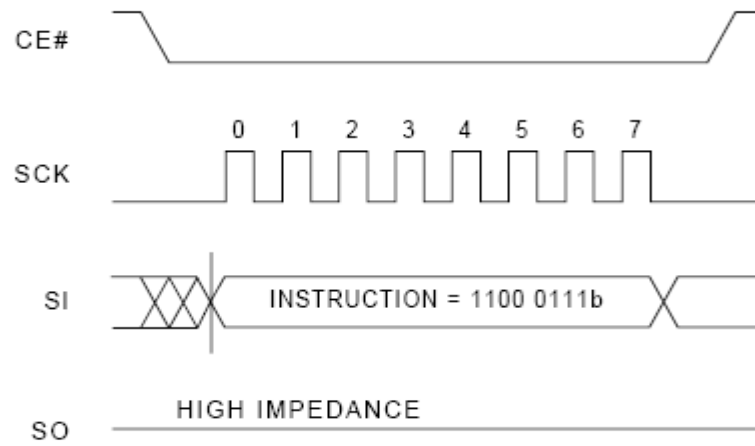 CE#
0 1 2 3 4 5 6 7
SCK
SI INSTRUCTION = 1100 0111b
HIGH IMPEDANCE
SO